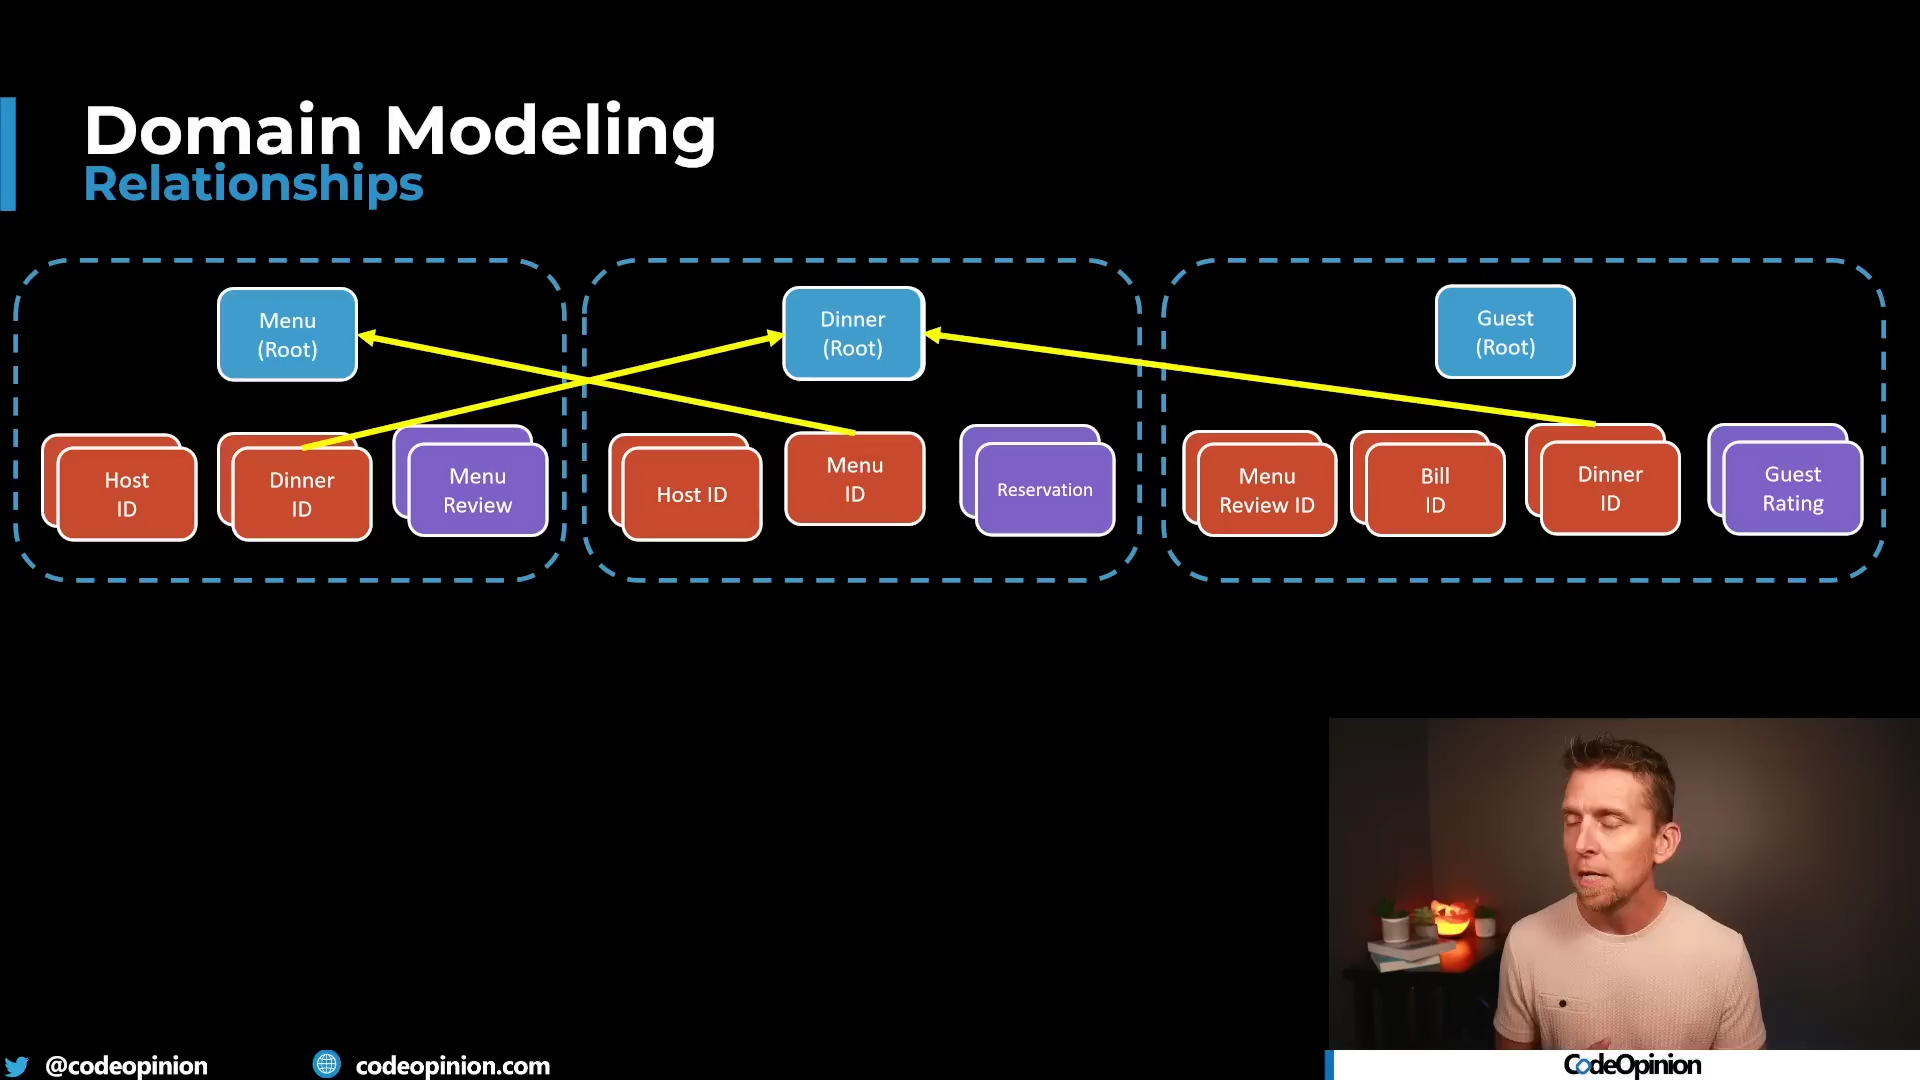 Domain Modeling
Relationships
Menu
(Root)
Dinner
(Root)
Guest
(Root)
Host
ID
Dinner
ID
Menu
Review
Host ID
Menu
ID
Reservation
Menu
Review ID
Bill
ID
Dinner
ID
Guest
Rating
@codeopinion
codeopinion.com
CodeOpinion